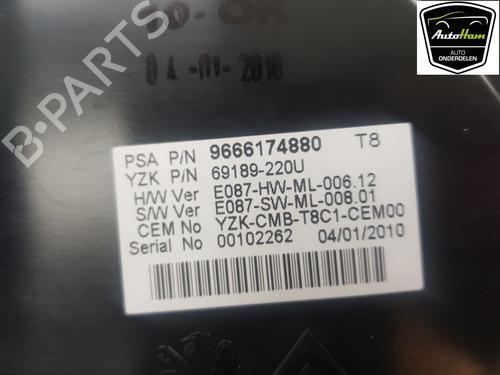 OK
04-01-2010
AutoHam
AUTO
ONDERDELEN
PSA P/N 9666174880 T8
YZK P/N 69189-220U
H/W Ver E087-HW-ML-006.12
S/W Ver E087-SW-ML-008.01
CEM No YZK-CMB-T8C1-CEM00
Serial No 00102262 04/01/2010